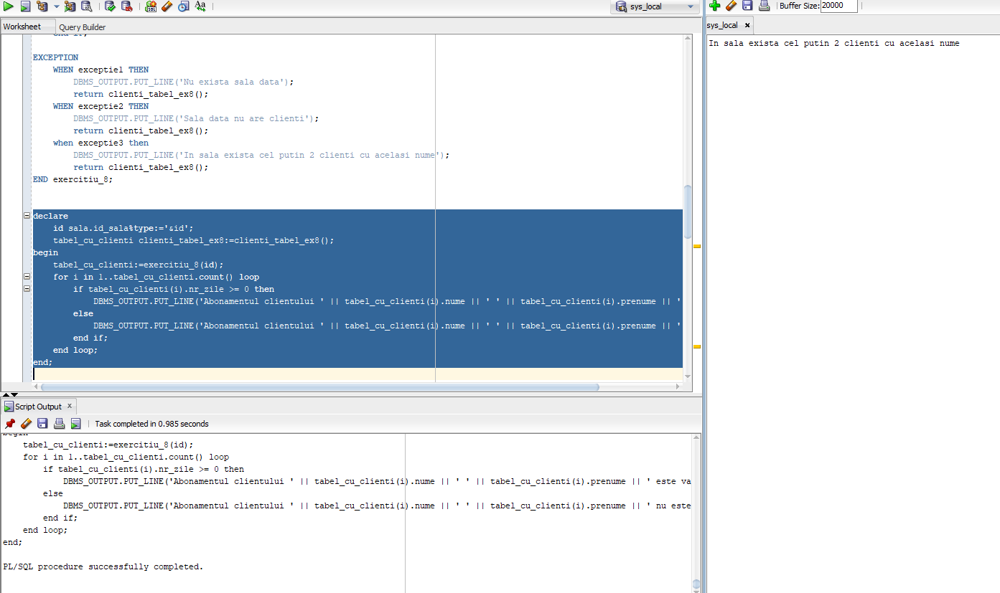 sys_local
Buffer Size: 20000
Worksheet
Query Builder
sys_local
In sala exista cel putin 2 clienti cu acelasi nume
end if;
EXCEPTION
WHEN exceptie1 THEN
DBMS_OUTPUT.PUT_LINE('Nu exista sala data');
return clienti_tabel_ex8();
WHEN exceptie2 THEN
DBMS_OUTPUT.PUT_LINE('Sala data nu are clienti');
return clienti_tabel_ex8();
when exceptie3 then
DBMS_OUTPUT.PUT_LINE('In sala exista cel putin 2 clienti cu acelasi nume');
return clienti_tabel_ex8();
END exercitiu_8;
declare
id sala.id_sala%type:='&id';
tabel_cu_clienti clienti_tabel_ex8:=clienti_tabel_ex8();
begin
tabel_cu_clienti:=exercitiu_8(id);
for i in 1..tabel_cu_clienti.count() loop
if tabel_cu_clienti(i).nr_zile >= 0 then
DBMS_OUTPUT.PUT_LINE('Abonamentul clientului ' || tabel_cu_clienti(i).nume || ' ' || tabel_cu_clienti(i).prenume || '
else
DBMS_OUTPUT.PUT_LINE('Abonamentul clientului ' || tabel_cu_clienti(i).nume || ' ' || tabel_cu_clienti(i).prenume || '
end if;
end loop;
end;
Script Output
Task completed in 0.985 seconds
begin
tabel_cu_clienti:=exercitiu_8(id);
for i in 1..tabel_cu_clienti.count() loop
if tabel_cu_clienti(i).nr_zile >= 0 then
DBMS_OUTPUT.PUT_LINE('Abonamentul clientului ' || tabel_cu_clienti(i).nume || ' ' || tabel_cu_clienti(i).prenume || ' este va
else
DBMS_OUTPUT.PUT_LINE('Abonamentul clientului ' || tabel_cu_clienti(i).nume || ' ' || tabel_cu_clienti(i).prenume || ' nu este
end if;
end loop;
end;
PL/SQL procedure successfully completed.